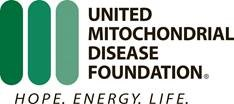 UNITED
MITOCHONDRIAL
DISEASE
FOUNDATION®
HOPE. ENERGY. LIFE.